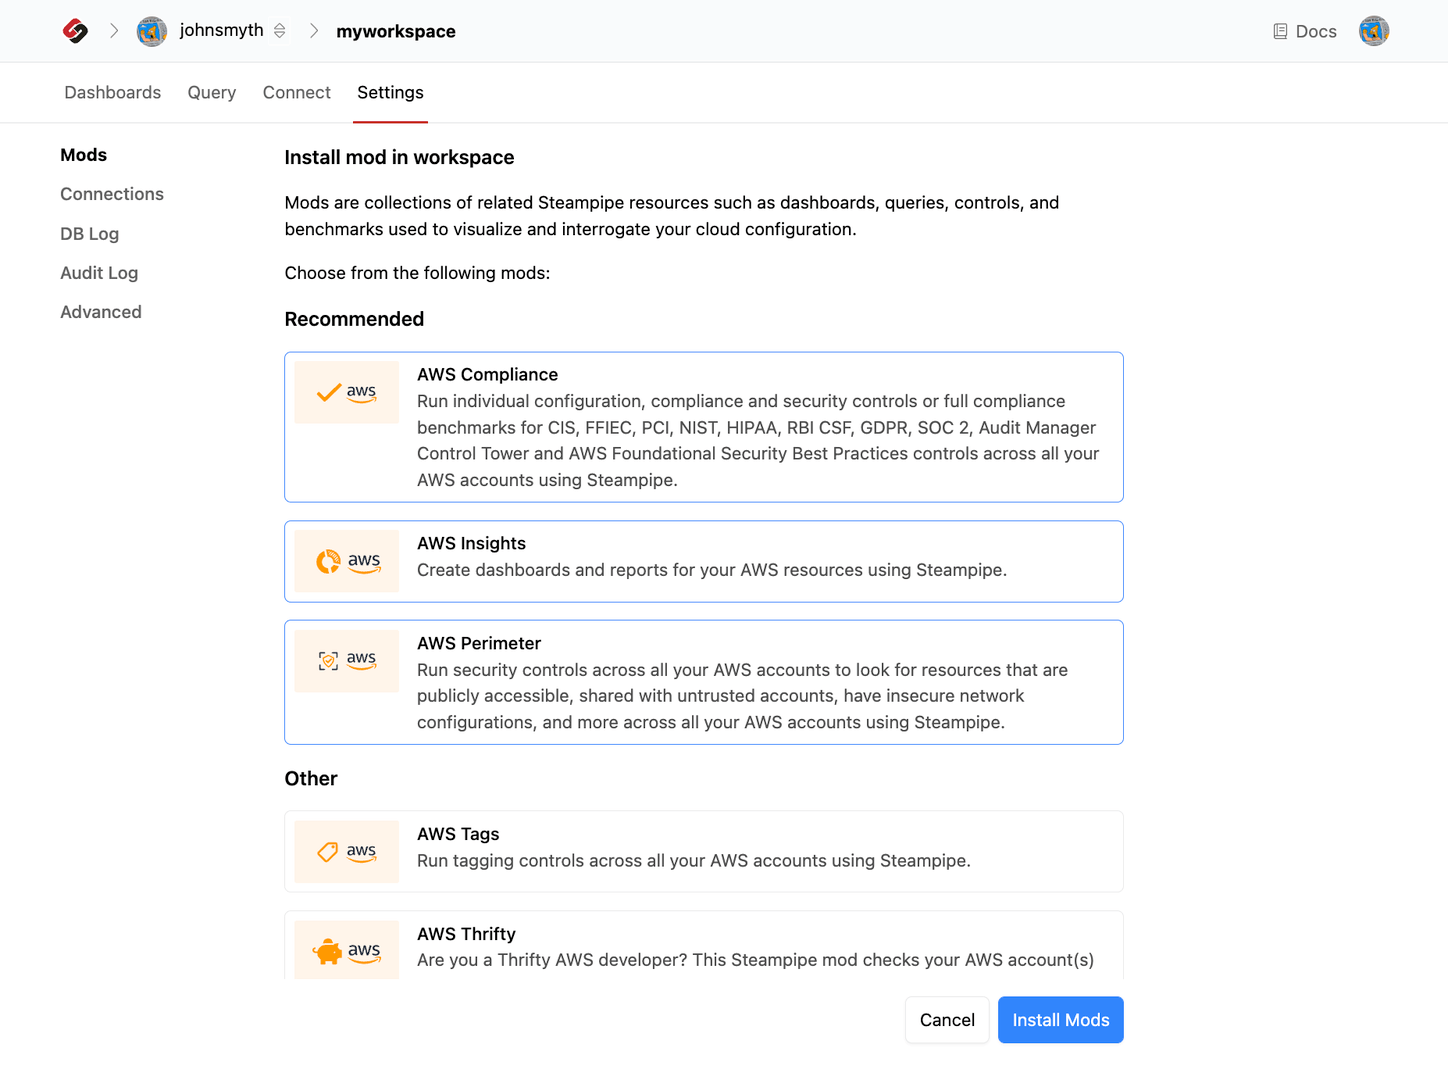 johnsmyth
myworkspace
Docs
Dashboards
Query
Connect
Settings
Mods
Connections
DB Log
Audit Log
Advanced
Install mod in workspace
Mods are collections of related Steampipe resources such as dashboards, queries, controls, and
benchmarks used to visualize and interrogate your cloud configuration.
Choose from the following mods:
Recommended
aws
AWS Compliance
Run individual configuration, compliance and security controls or full compliance
benchmarks for CIS, FFIEC, PCI, NIST, HIPAA, RBI CSF, GDPR, SOC 2, Audit Manager
Control Tower and AWS Foundational Security Best Practices controls across all your
AWS accounts using Steampipe.
aws
AWS Insights
Create dashboards and reports for your AWS resources using Steampipe.
aws
AWS Perimeter
Run security controls across all your AWS accounts to look for resources that are
publicly accessible, shared with untrusted accounts, have insecure network
configurations, and more across all your AWS accounts using Steampipe.
Other
aws
AWS Tags
Run tagging controls across all your AWS accounts using Steampipe.
aws
AWS Thrifty
Are you a Thrifty AWS developer? This Steampipe mod checks your AWS account(s)
Cancel
Install Mods